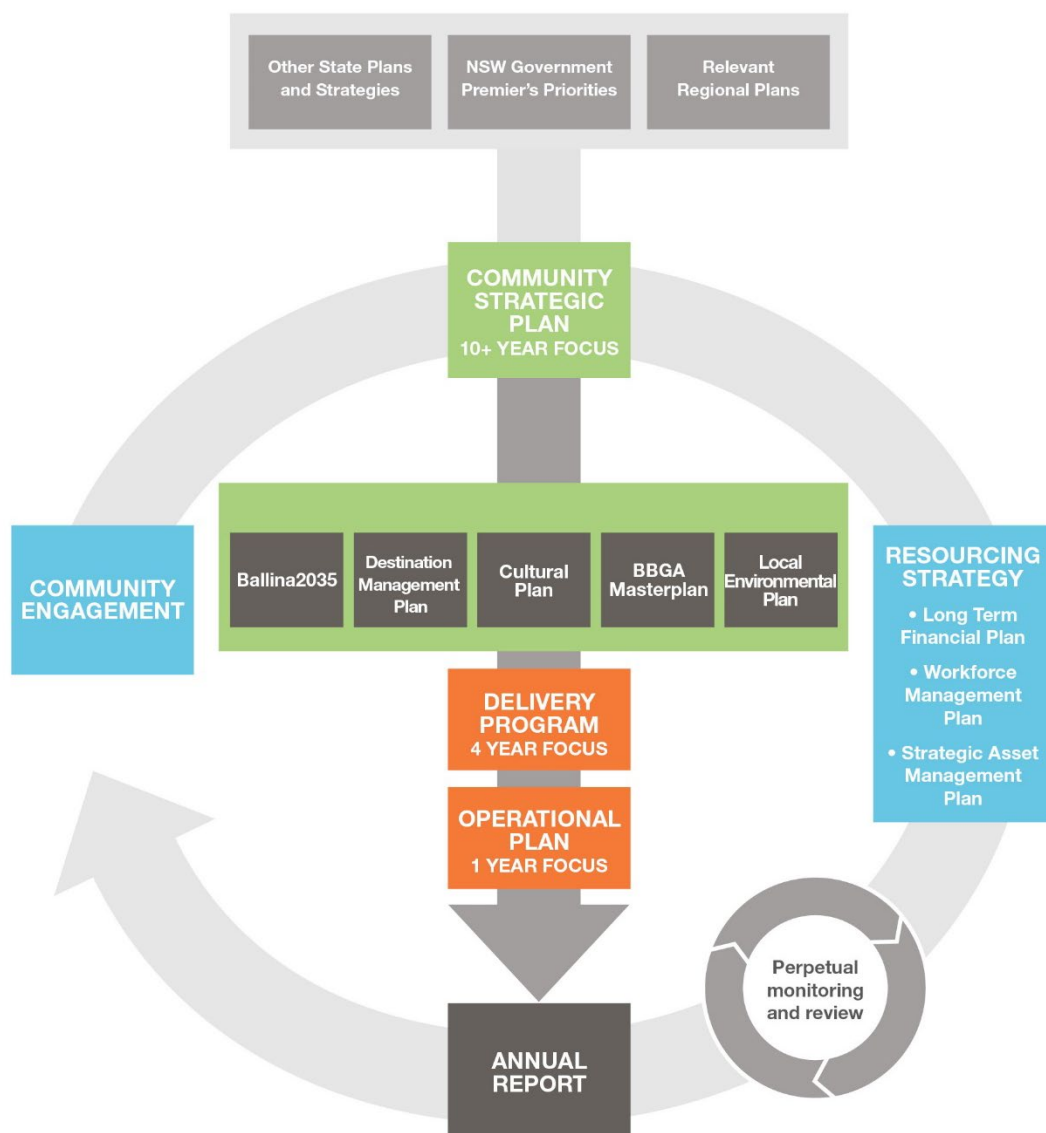 Other State Plans
and Strategies
NSW Government
Premier's Priorities
Relevant
Regional Plans
COMMUNITY
STRATEGIC
PLAN
10+ YEAR FOCUS
COMMUNITY
ENGAGEMENT
Ballina2035
Destination
Management
Plan
Cultural
Plan
BBGA
Masterplan
Local
Environmental
Plan
RESOURCING
STRATEGY
• Long Term
Financial Plan
• Workforce
Management
Plan
• Strategic Asset
Management
Plan
DELIVERY
PROGRAM
4 YEAR FOCUS
OPERATIONAL
PLAN
1 YEAR FOCUS
Perpetual
monitoring
and review
ANNUAL
REPORT